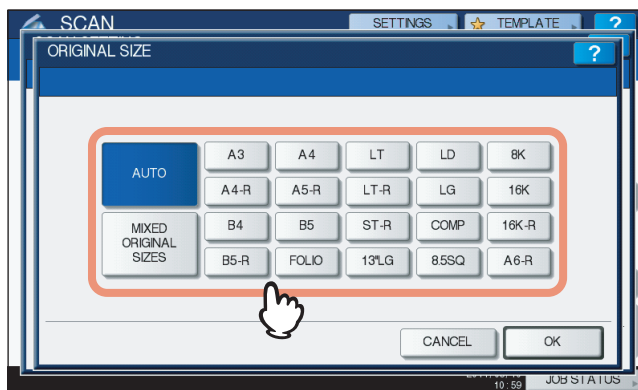 SCAN
SETTINGS
TEMPLATE
?
ORIGINAL SIZE
?
AUTO
A3
A4
LT
LD
8K
A4-R
A5-R
LT-R
LG
16K
MIXED
ORIGINAL
SIZES
B4
B5
ST-R
COMP
16K-R
B5-R
FOLIO
13"LG
8.5SQ
A6-R
CANCEL
OK
10:59
JOB STATUS